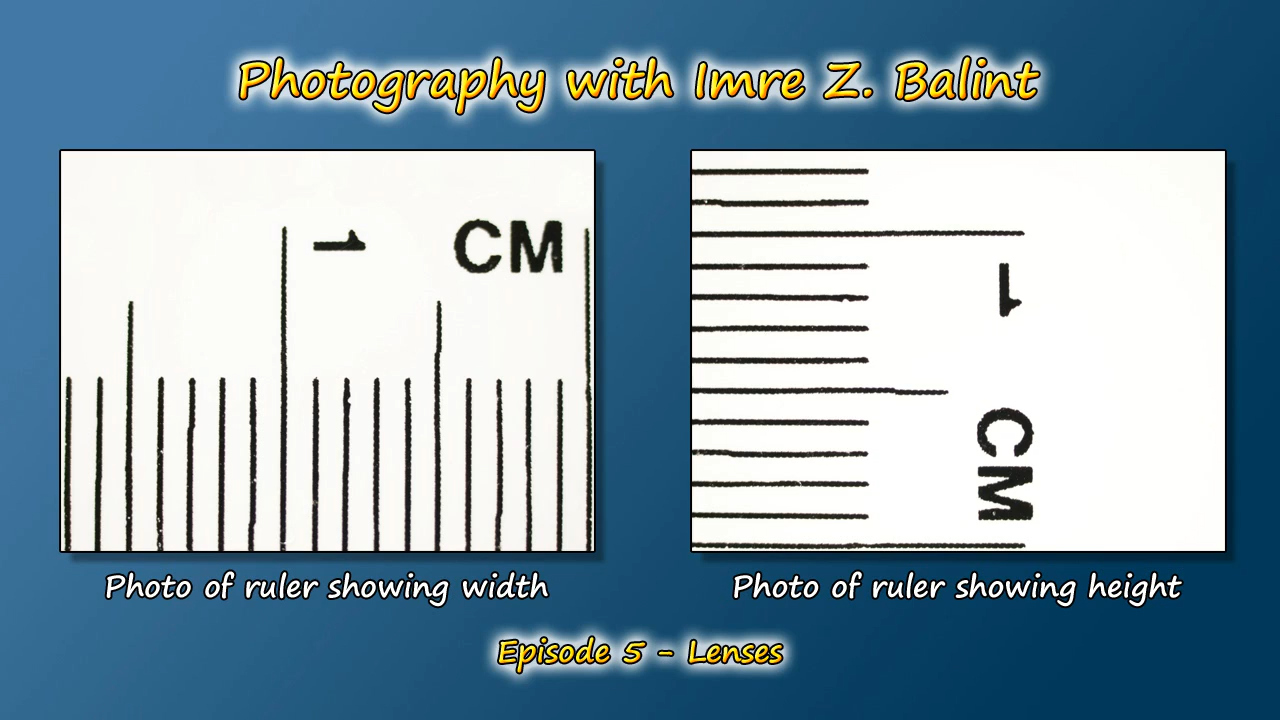 Photography with Imre Z. Balint
1
CM
1
CM
Photo of ruler showing width
Photo of ruler showing height
Episode 5 - Lenses